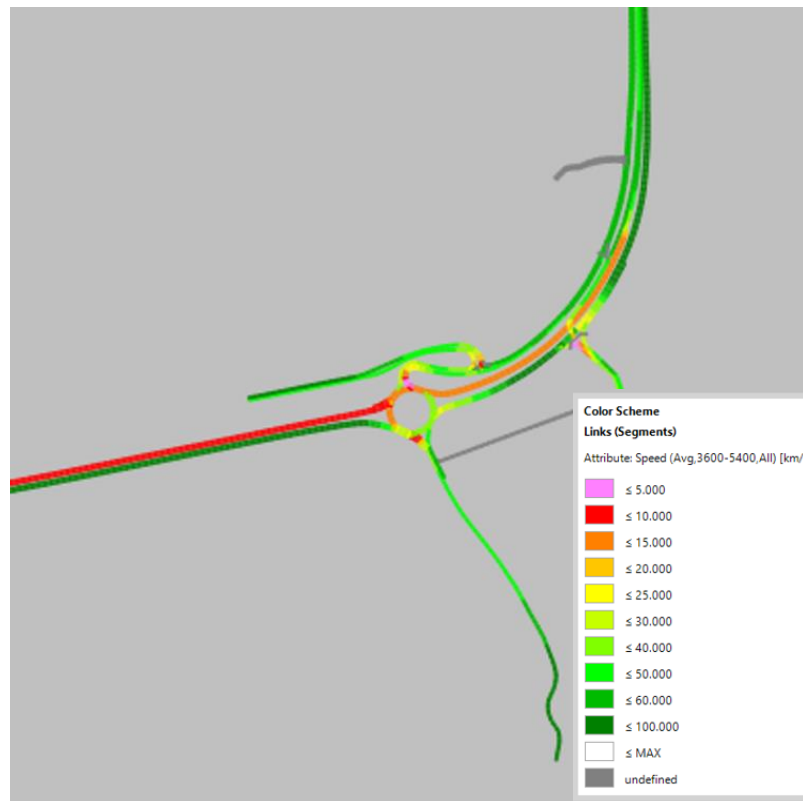 Color Scheme
Links (Segments)
Attribute: Speed (Avg,3600-5400,All) [km/
≤ 5.000
≤ 10.000
≤ 15.000
≤ 20.000
≤ 25.000
≤ 30.000
≤ 40.000
≤ 50.000
≤ 60.000
≤ 100.000
≤ MAX
undefined